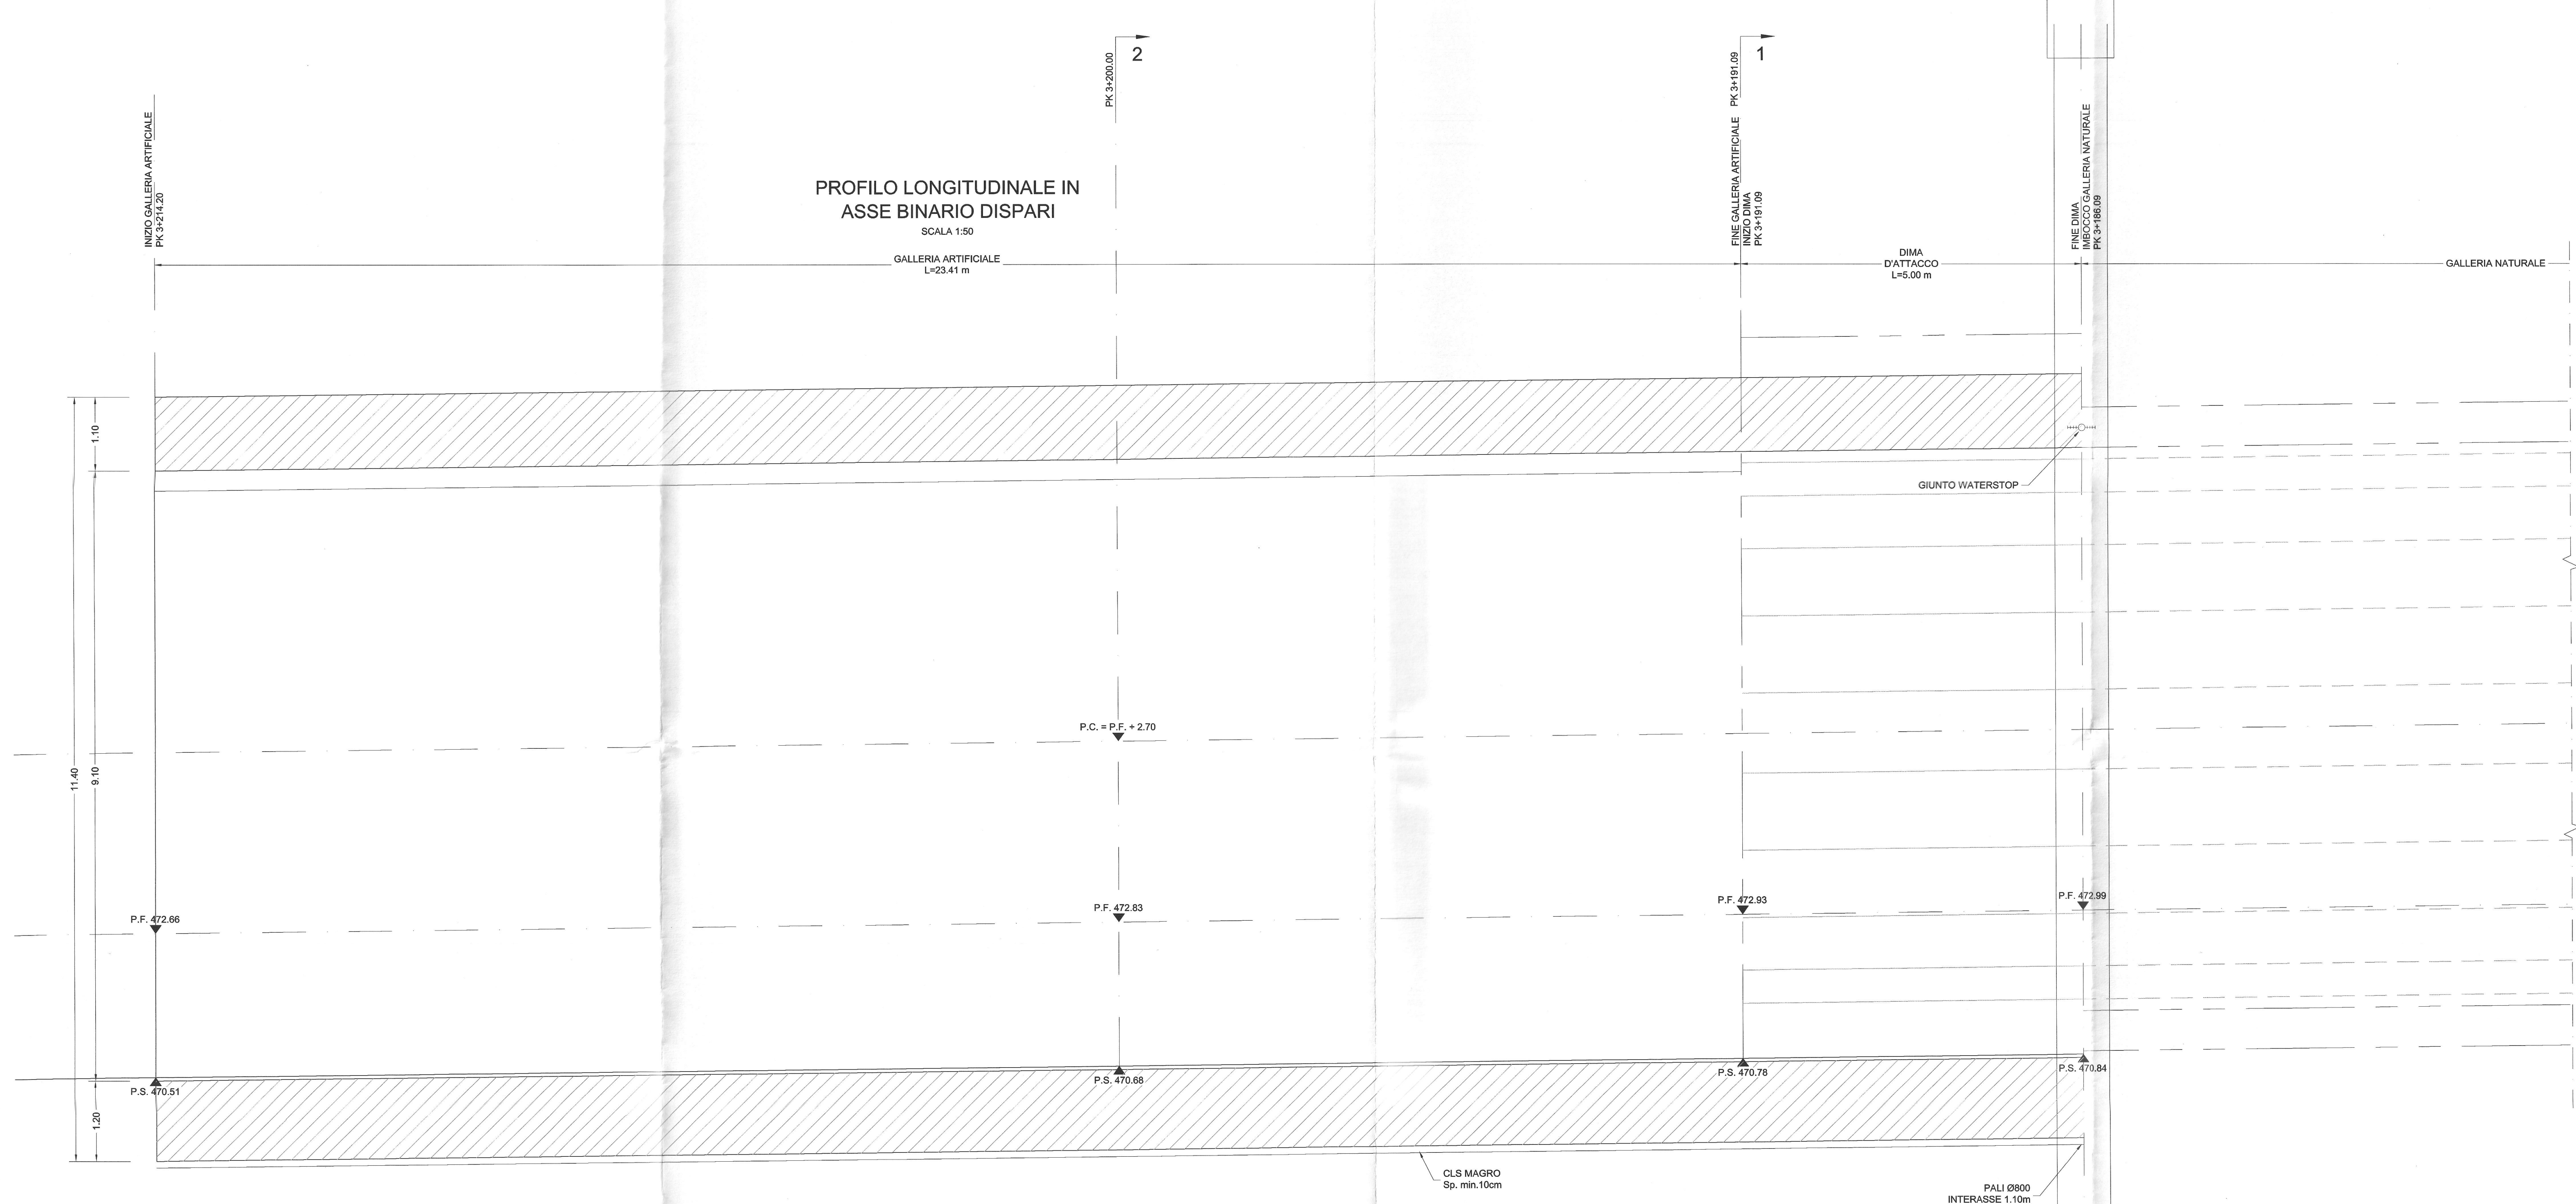 2
1
PK 3+200.00
FINE GALLERIA ARTIFICIALE PK 3+191.09
INIZIO DIMA
PK 3+191.09
INIZIO GALLERIA ARTIFICIALE
PK 3+214.20
FINE DIMA
IMBOCCO GALLERIA NATURALE
PK 3+186.09
PROFILO LONGITUDINALE IN
ASSE BINARIO DISPARI
SCALA 1:50
GALLERIA ARTIFICIALE
L=23.41 m
DIMA
D'ATTACCO
L=5.00 m
GALLERIA NATURALE
1.10
GIUNTO WATERSTOP
P.C. = P.F. + 2.70
11.40
9.10
P.F. 472.66
P.F. 472.83
P.F. 472.93
P.F. 472.99
P.S. 470.51
P.S. 470.68
P.S. 470.78
P.S. 470.84
1.20
CLS MAGRO
Sp. min.10cm
PALI Ø800
INTERASSE 1.10m